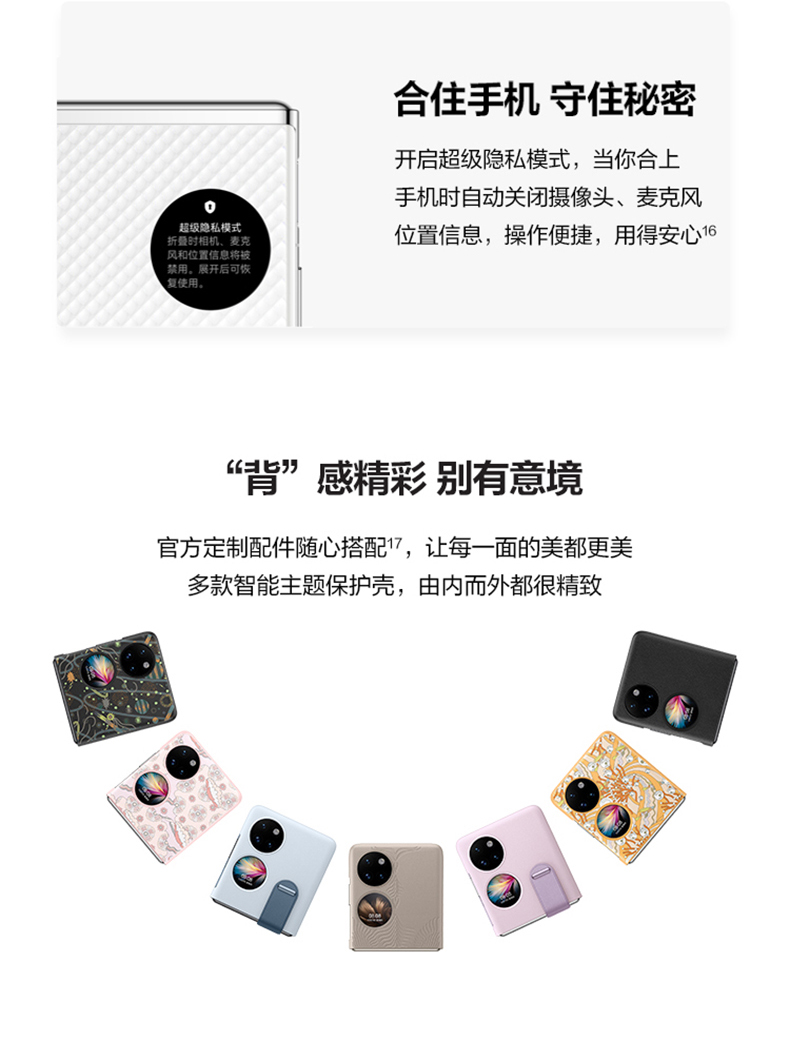 合住手机 守住秘密
开启超级隐私模式，当你合上
手机时自动关闭摄像头、麦克风
位置信息，操作便捷，用得安心16
超级隐私模式
折叠时相机、麦克
风和位置信息将被
禁用。展开后可恢
复使用。
“背”感精彩 别有意境
官方定制配件随心搭配17，让每一面的美都更美
多款智能主题保护壳，由内而外都很精致